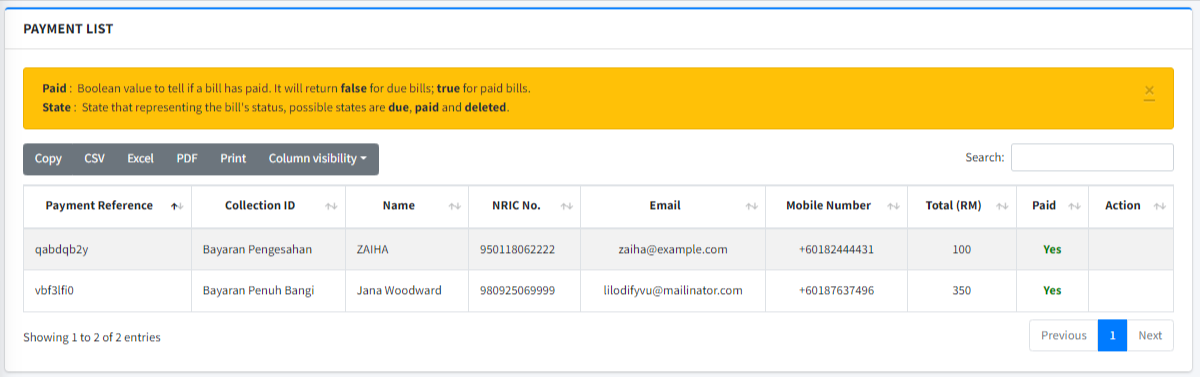 PAYMENT LIST
Paid : Boolean value to tell if a bill has paid. It will return false for due bills; true for paid bills.
State : State that representing the bill's status, possible states are due, paid and deleted.
×
Copy CSV Excel PDF Print Column visibility
Search:
Payment Reference Collection ID Name NRIC No. Email Mobile Number Total (RM) Paid Action
qabdqb2y Bayaran Pengesahan ZAIHA 950118062222 zaiha@example.com +60182444431 100 Yes
vbf3lfi0 Bayaran Penuh Bangi Jana Woodward 980925069999 lilodifyvu@mailinator.com +60187637496 350 Yes
Showing 1 to 2 of 2 entries
Previous 1 Next